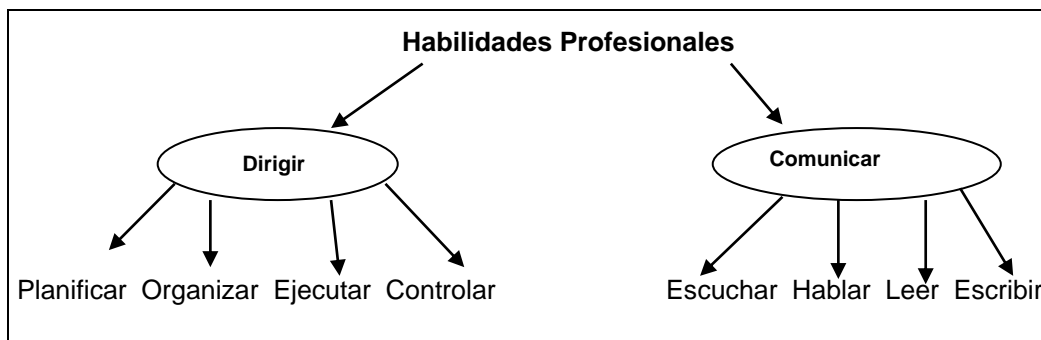 Habilidades Profesionales
Dirigir
Comunicar
Planificar Organizar Ejecutar Controlar
Escuchar Hablar Leer Escribir